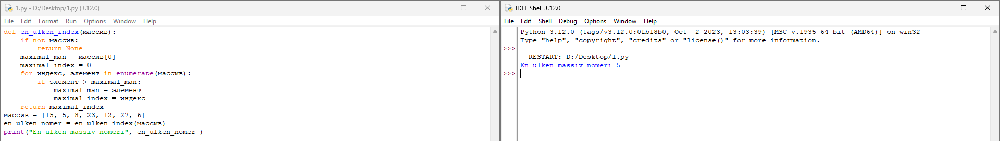 1.py - D:/Desktop/1.py (3.12.0)
File Edit Format Run Options Window Help
def en_ulken_index(массив):
    if not массив:
        return None
    maximal_man = массив[0]
    maximal_index = 0
    for индекс, элемент in enumerate(массив):
        if элемент > maximal_man:
            maximal_man = элемент
            maximal_index = индекс
    return maximal_index
массив = [15, 5, 8, 23, 12, 27, 6]
en_ulken_nomer = en_ulken_index(массив)
print("En ulken massiv nomeri", en_ulken_nomer )
IDLE Shell 3.12.0
File Edit Shell Debug Options Window Help
Python 3.12.0 (tags/v3.12.0:0fb18b0, Oct  2 2023, 13:03:39) [MSC v.1935 64 bit (AMD64)] on win32
Type "help", "copyright", "credits" or "license()" for more information.
>>>
= RESTART: D:/Desktop/1.py
En ulken massiv nomeri 5
>>>